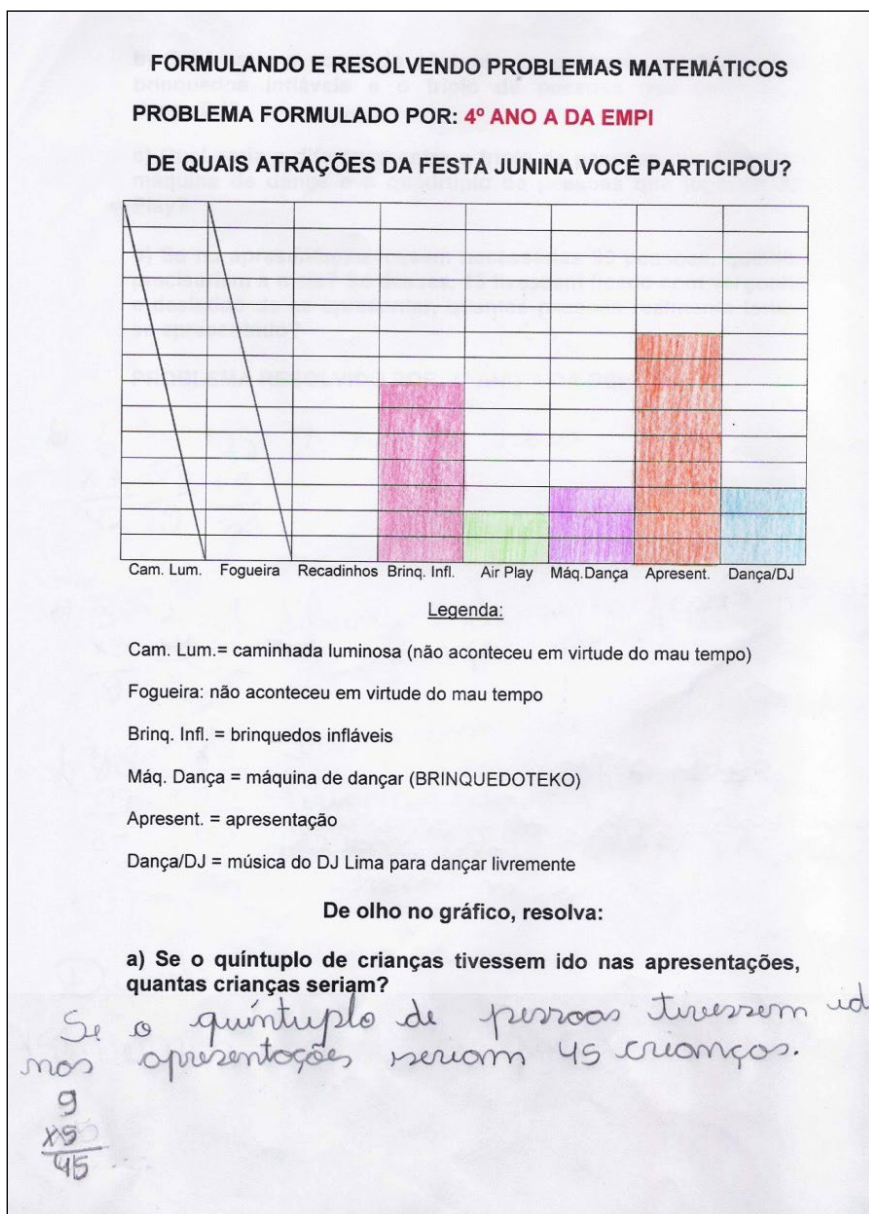 FORMULANDO E RESOLVENDO PROBLEMAS MATEMÁTICOS
PROBLEMA FORMULADO POR: 4º ANO A DA EMPI
DE QUAIS ATRAÇÕES DA FESTA JUNINA VOCÊ PARTICIPOU?
Cam. Lum. Fogueira Recadinhos Brinq. Infl. Air Play Máq.Dança Apresent. Dança/DJ
Legenda:
Cam. Lum.= caminhada luminosa (não aconteceu em virtude do mau tempo)
Fogueira: não aconteceu em virtude do mau tempo
Brinq. Infl. = brinquedos infláveis
Máq. Dança = máquina de dançar (BRINQUEDOTEKO)
Apresent. = apresentação
Dança/DJ = música do DJ Lima para dançar livremente
De olho no gráfico, resolva:
a) Se o quíntuplo de crianças tivessem ido nas apresentações,
quantas crianças seriam?
Se o quíntuplo de pessoas tivessem id
nas apresentações seriam 45 crianças.
9
x5
45